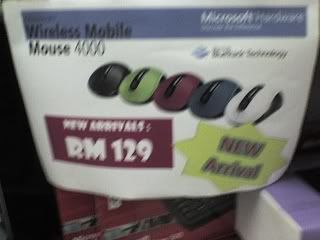 Wireless Mobile
Mouse 4000
Microsoft Hardware
BlueTrack Technology
NEW ARRIVALS :
RM 129
NEW
Arrival